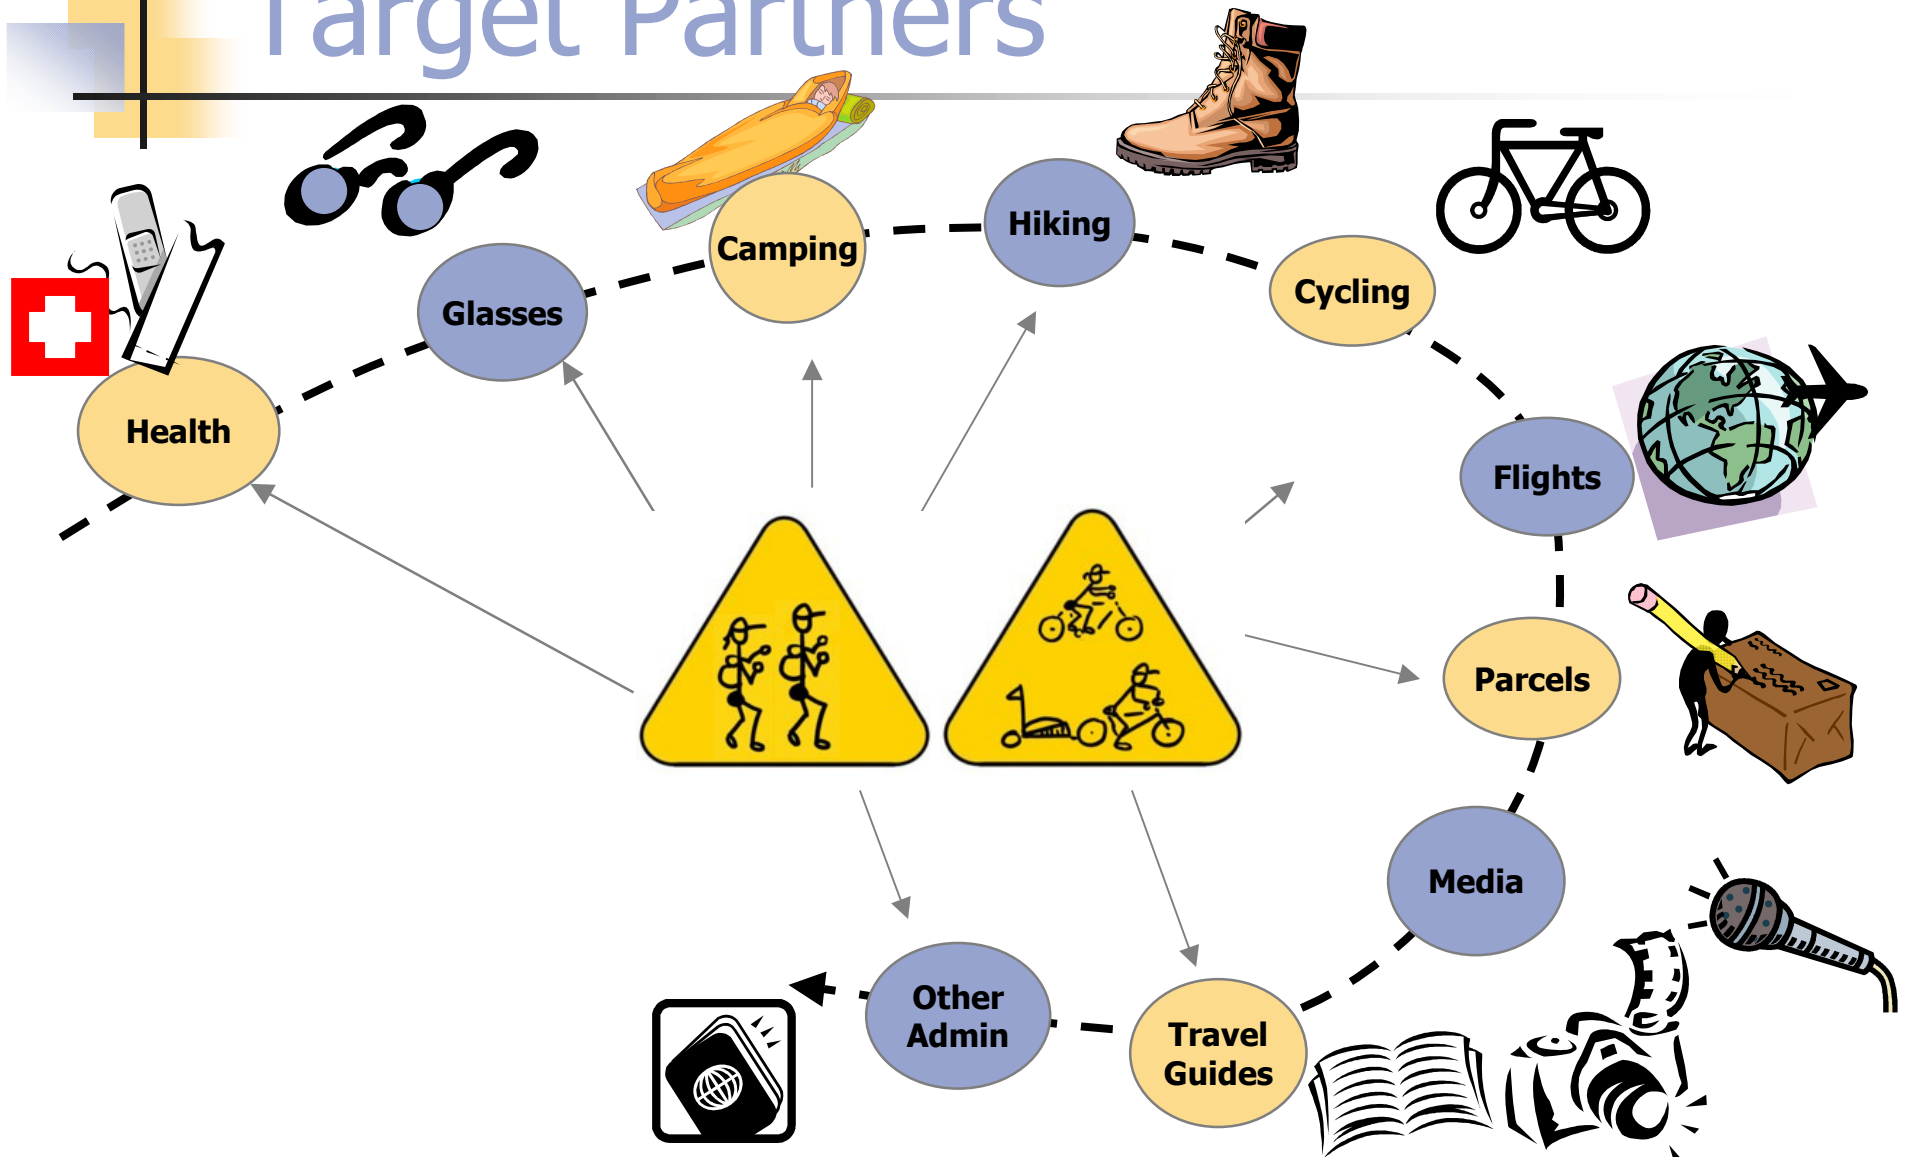 Target Partners
Hiking
Camping
Cycling
Glasses
Health
Flights
Parcels
Media
Other
Admin
Travel
Guides